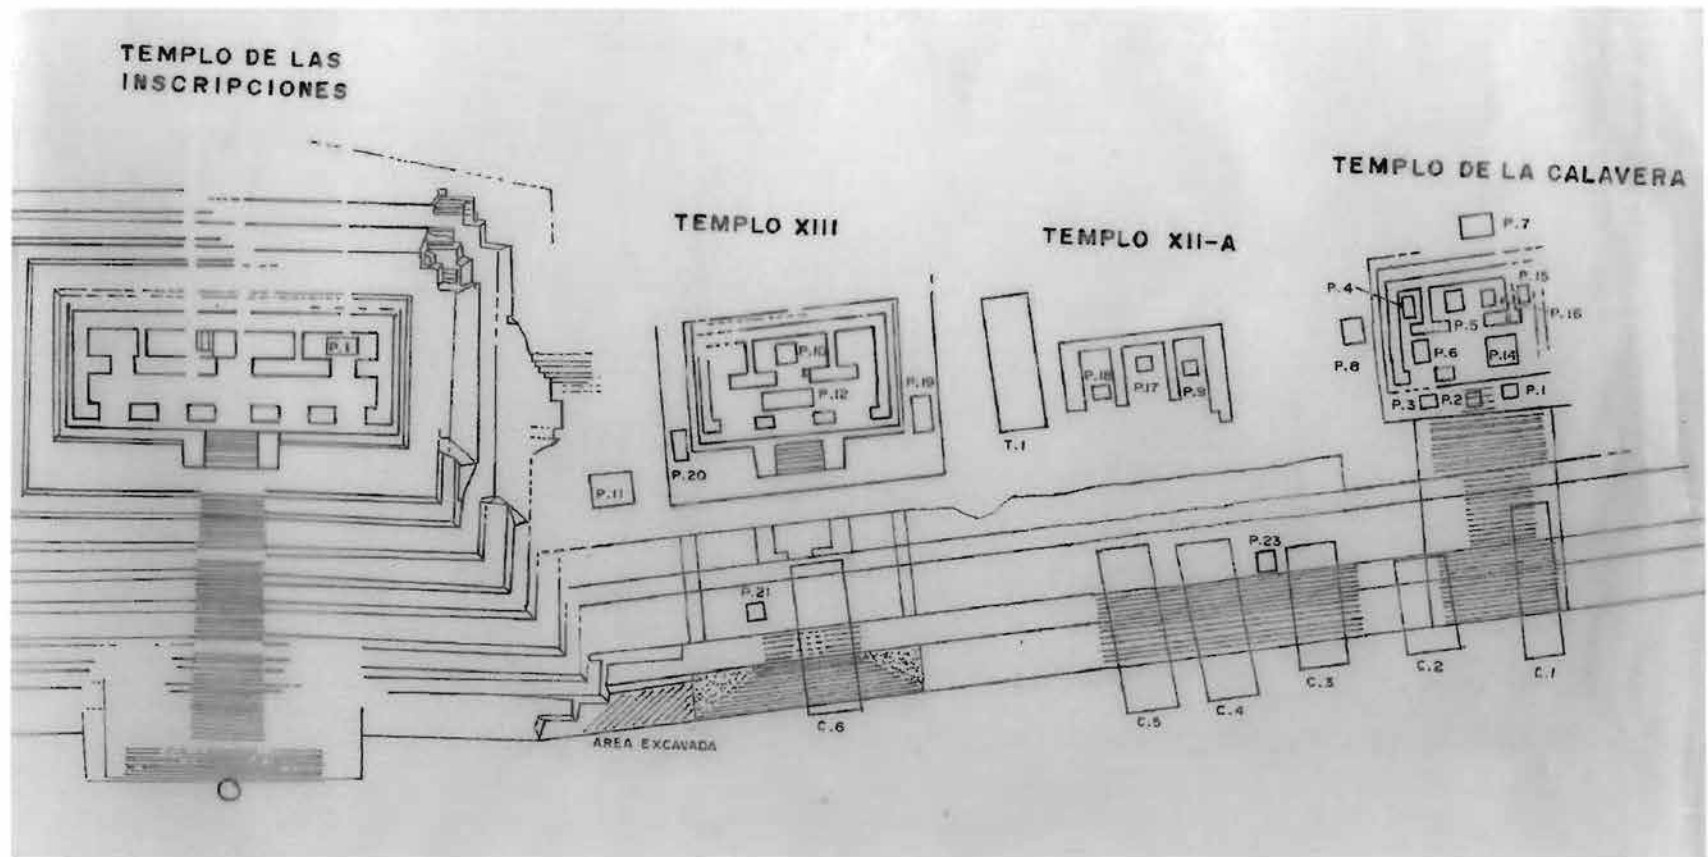 TEMPLO DE LAS
INSCRIPCIONES
TEMPLO XIII
TEMPLO XII-A
TEMPLO DE LA CALAVERA
P.7
P.15
P.4
P.16
P.5
P.8
P.6
P.14
P.1
P.10
P.19
P.12
P.18
P.17
P.9
P.3
P.2
P.1
T.1
P.20
P.11
P.23
P.21
C.6
C.5
C.4
C.3
C.2
C.1
AREA EXCAVADA